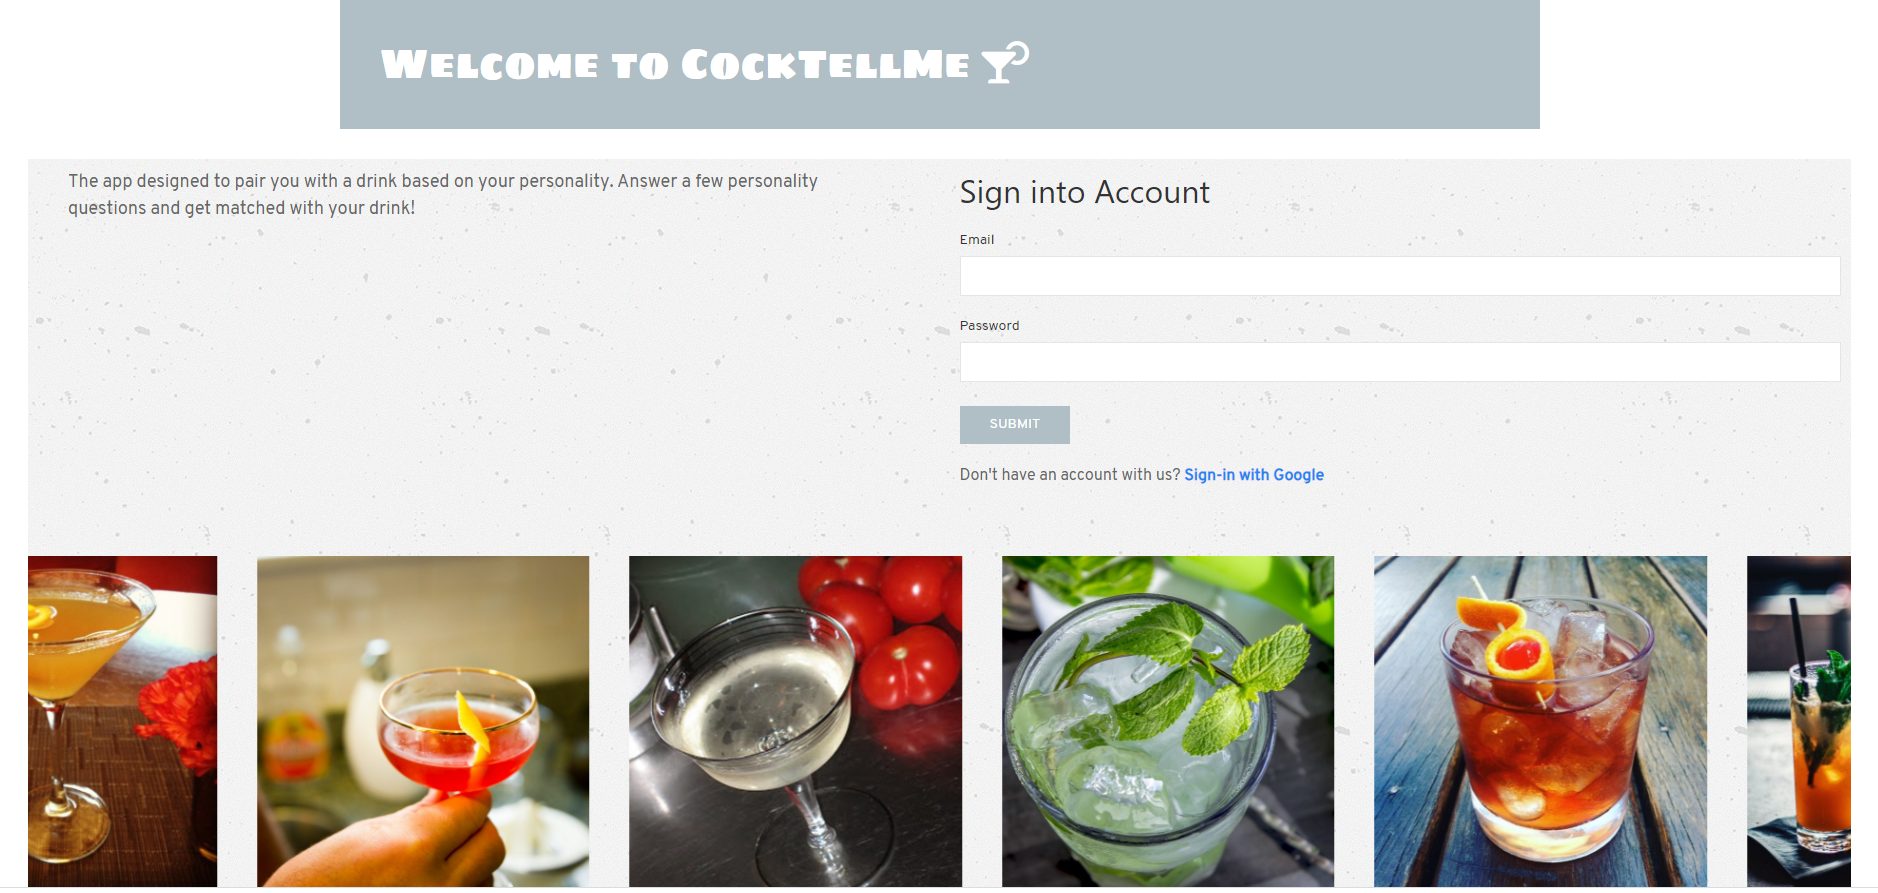 Welcome to CockTellMe
The app designed to pair you with a drink based on your personality. Answer a few personality
questions and get matched with your drink!
Sign into Account
Email
Password
SUBMIT
Don't have an account with us? Sign-in with Google